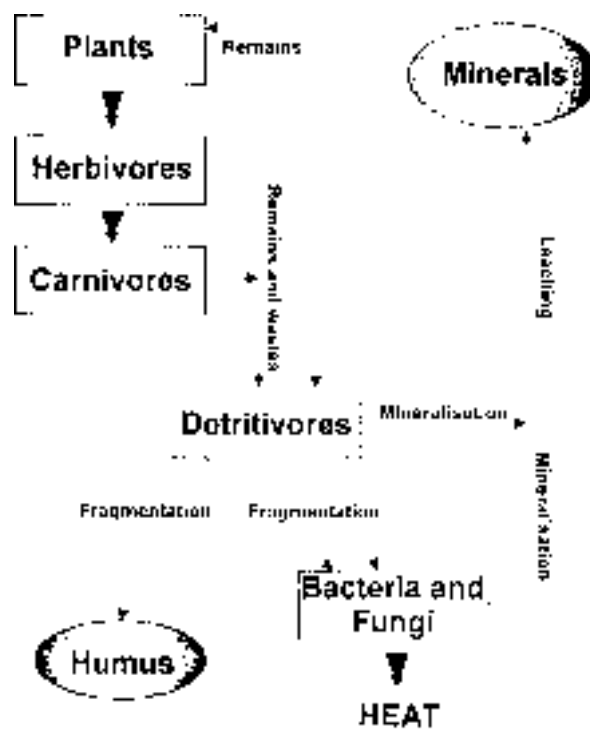 Plants
Remains
Minerals
Herbivores
Remains and wastes
Carnivores
Leaching
Detritivores
Mineralisation
Mineralisation
Fragmentation
Fragmentation
Bacteria and
Fungi
Humus
HEAT